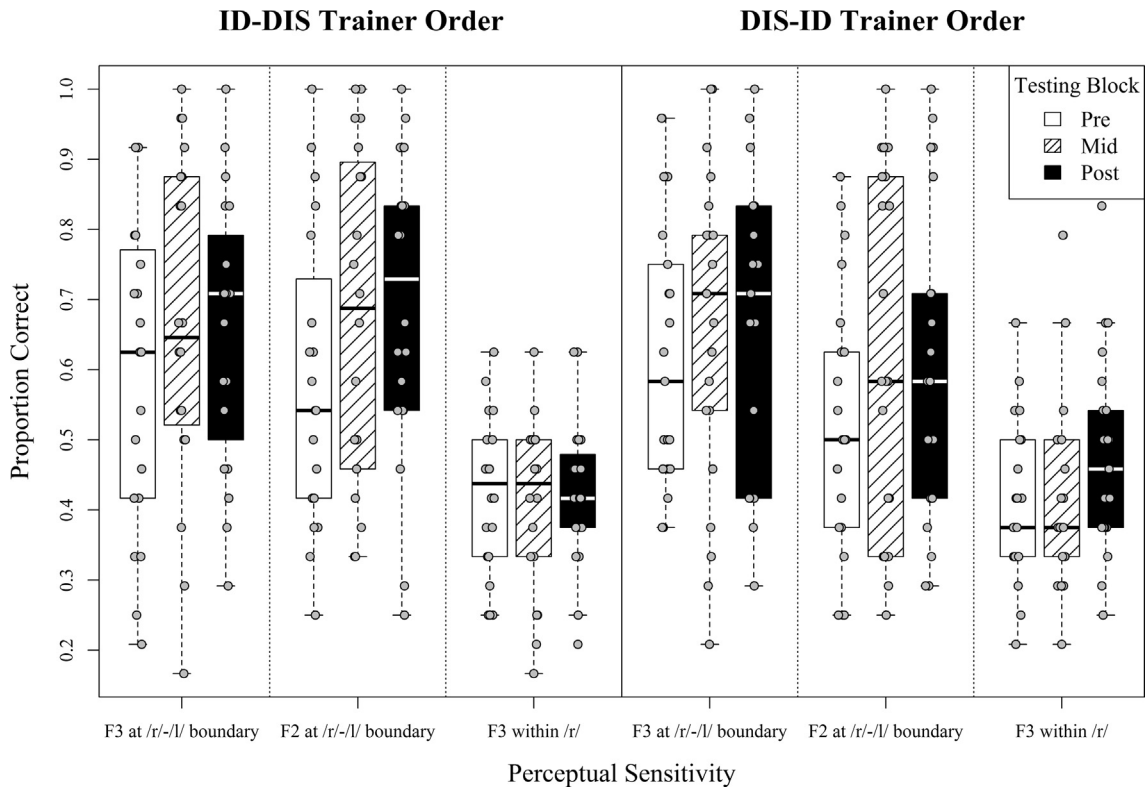 ID-DIS Trainer Order
DIS-ID Trainer Order
Testing Block
Pre
Mid
Post
Proportion Correct
1.0
0.9
0.8
0.7
0.6
0.5
0.4
0.3
0.2
F3 at /r/-/l/ boundary
F2 at /r/-/l/ boundary
F3 within /r/
F3 at /r/-/l/ boundary
F2 at /r/-/l/ boundary
F3 within /r/
Perceptual Sensitivity